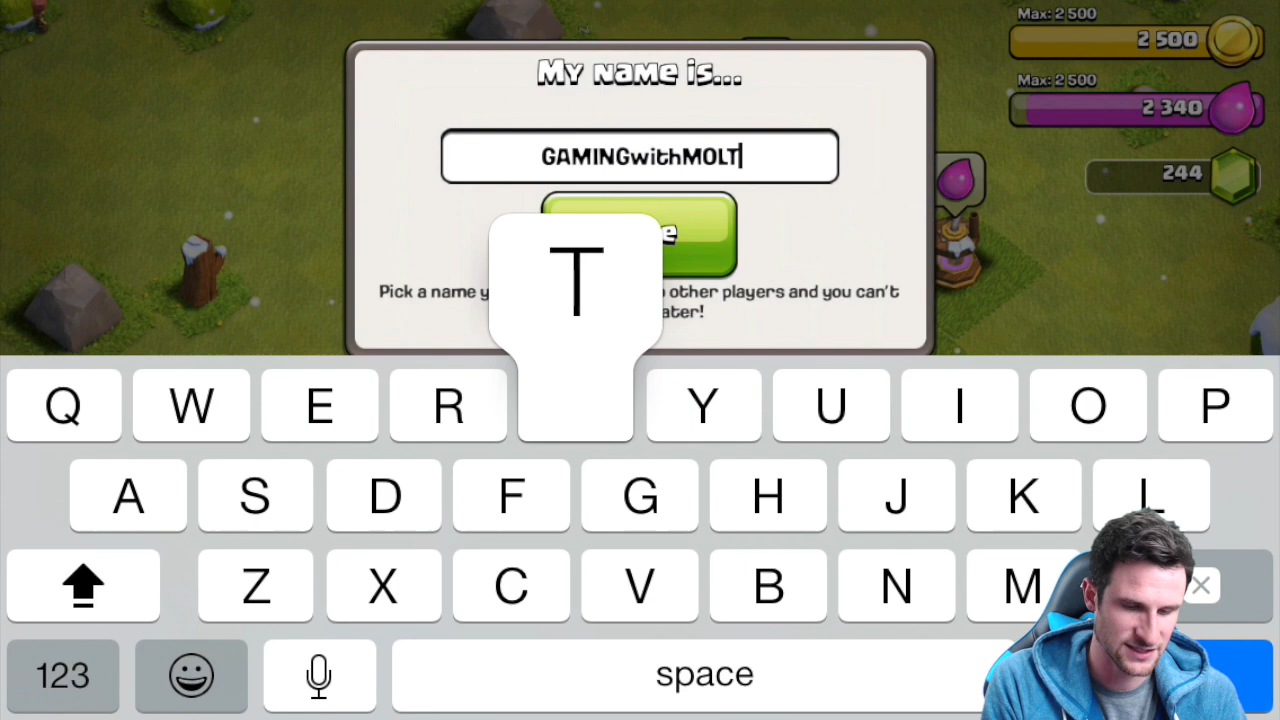 Max: 2 500
2 500
Max: 2 500
2 340
244
My name is...
GAMINGwithMOLT
Pick a name other players and you can't
Q W E R T Y U I O P
A S D F G H J K L
Z X C V B N M
123 space